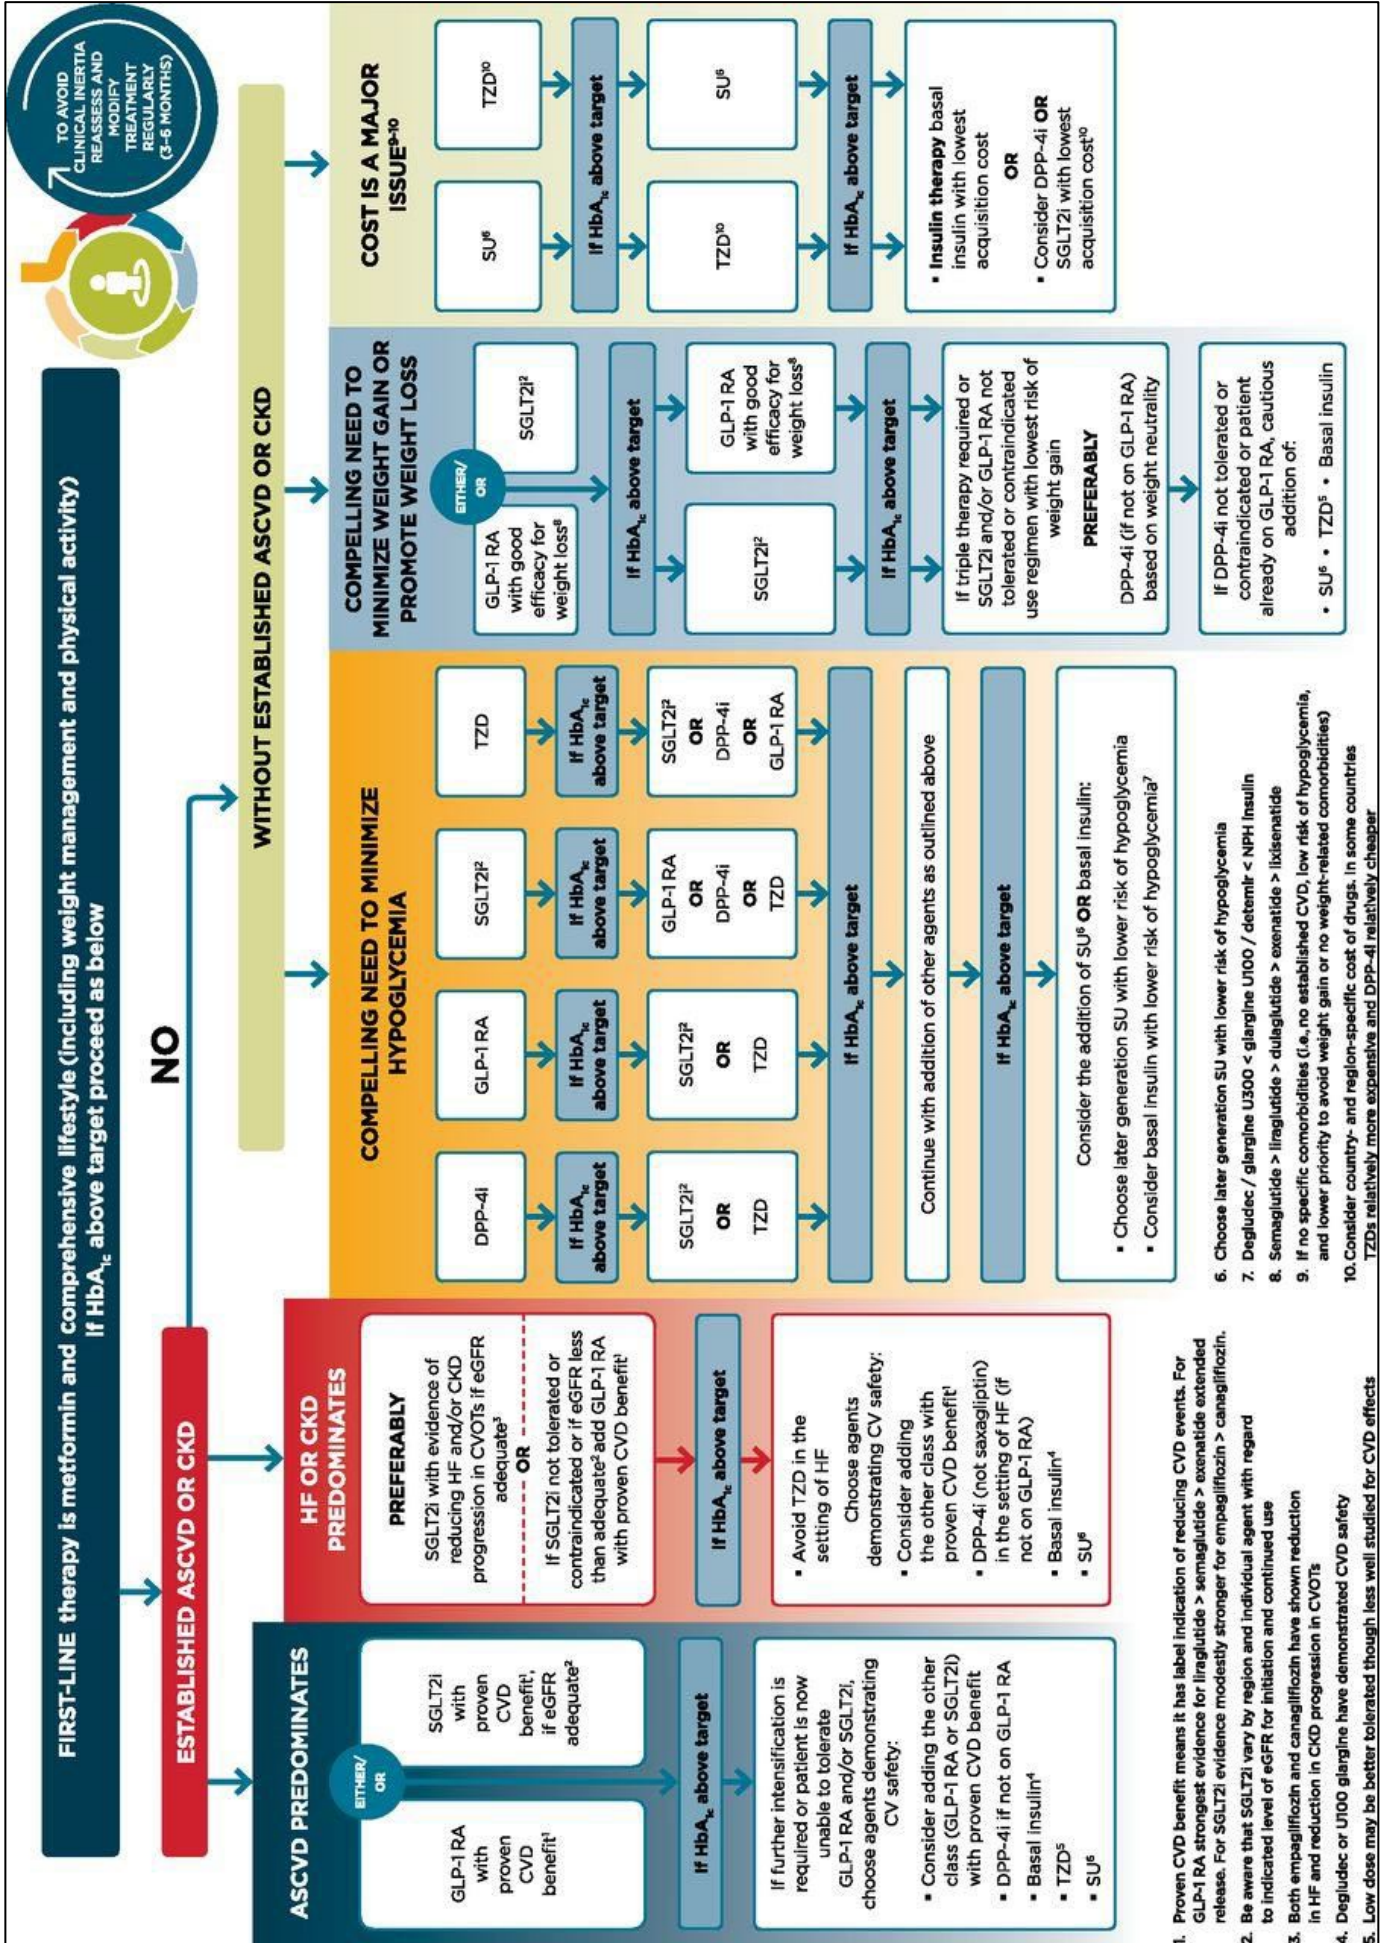 FIRST-LINE therapy is metformin and comprehensive lifestyle (including weight management and physical activity)
If HbA1c above target proceed as below
TO AVOID
CLINICAL INERTIA
REASSESS AND
MODIFY
TREATMENT
REGULARLY
(3–6 MONTHS)
ESTABLISHED ASCVD OR CKD
NO
WITHOUT ESTABLISHED ASCVD OR CKD
ASCVD PREDOMINATES
EITHER/
OR
GLP-1 RA
with
proven
CVD
benefit¹
SGLT2i
with
proven
CVD
benefit¹,
if eGFR
adequate²
If HbA1c above target
If further intensification is
required or patient is now
unable to tolerate
GLP-1 RA and/or SGLT2i,
choose agents demonstrating
CV safety:
▪ Consider adding the other
class (GLP-1 RA or SGLT2i)
with proven CVD benefit
▪ DPP-4i if not on GLP-1 RA
▪ Basal insulin⁴
▪ TZD⁵
▪ SU⁶
HF OR CKD
PREDOMINATES
PREFERABLY
SGLT2i with evidence of
reducing HF and/or CKD
progression in CVOTs if eGFR
adequate³
OR
If SGLT2i not tolerated or
contraindicated or if eGFR less
than adequate² add GLP-1 RA
with proven CVD benefit¹
If HbA1c above target
▪ Avoid TZD in the
setting of HF
Choose agents
demonstrating CV safety:
▪ Consider adding
the other class with
proven CVD benefit¹
▪ DPP-4i (not saxagliptin)
in the setting of HF (if
not on GLP-1 RA)
▪ Basal insulin⁴
▪ SU⁶
COMPELLING NEED TO MINIMIZE
HYPOGLYCEMIA
DPP-4i
If HbA1c
above target
SGLT2i²
OR
TZD
GLP-1 RA
If HbA1c
above target
SGLT2i²
OR
TZD
SGLT2i²
If HbA1c
above target
GLP-1 RA
OR
DPP-4i
OR
TZD
TZD
If HbA1c
above target
SGLT2i²
OR
DPP-4i
OR
GLP-1 RA
If HbA1c above target
Continue with addition of other agents as outlined above
If HbA1c above target
Consider the addition of SU⁶ OR basal insulin:
▪ Choose later generation SU with lower risk of hypoglycemia
▪ Consider basal insulin with lower risk of hypoglycemia⁷
COMPELLING NEED TO
MINIMIZE WEIGHT GAIN OR
PROMOTE WEIGHT LOSS
EITHER/
OR
GLP-1 RA
with good
efficacy for
weight loss⁸
SGLT2i²
If HbA1c above target
SGLT2i²
GLP-1 RA
with good
efficacy for
weight loss⁸
If HbA1c above target
If triple therapy required or
SGLT2i and/or GLP-1 RA not
tolerated or contraindicated
use regimen with lowest risk of
weight gain
PREFERABLY
DPP-4i (if not on GLP-1 RA)
based on weight neutrality
If DPP-4i not tolerated or
contraindicated or patient
already on GLP-1 RA, cautious
addition of:
• SU⁶ • TZD⁵ • Basal insulin
COST IS A MAJOR
ISSUE⁹⁻¹⁰
SU⁶
TZD¹⁰
If HbA1c above target
TZD¹⁰
SU⁶
If HbA1c above target
▪ Insulin therapy basal
insulin with lowest
acquisition cost
OR
▪ Consider DPP-4i OR
SGLT2i with lowest
acquisition cost¹⁰
1. Proven CVD benefit means it has label indication of reducing CVD events. For
GLP-1 RA strongest evidence for liraglutide > semaglutide > exenatide extended
release. For SGLT2i evidence modestly stronger for empagliflozin > canagliflozin.
2. Be aware that SGLT2i vary by region and individual agent with regard
to indicated level of eGFR for initiation and continued use
3. Both empagliflozin and canagliflozin have shown reduction
in HF and reduction in CKD progression in CVOTs
4. Degludec or U100 glargine have demonstrated CVD safety
5. Low dose may be better tolerated though less well studied for CVD effects
6. Choose later generation SU with lower risk of hypoglycemia
7. Degludec / glargine U300 < glargine U100 / detemir < NPH insulin
8. Semaglutide > liraglutide > dulaglutide > exenatide > lixisenatide
9. If no specific comorbidities (i.e., no established CVD, low risk of hypoglycemia,
and lower priority to avoid weight gain or no weight-related comorbidities)
10. Consider country- and region-specific cost of drugs. In some countries
TZDs relatively more expensive and DPP-4i relatively cheaper